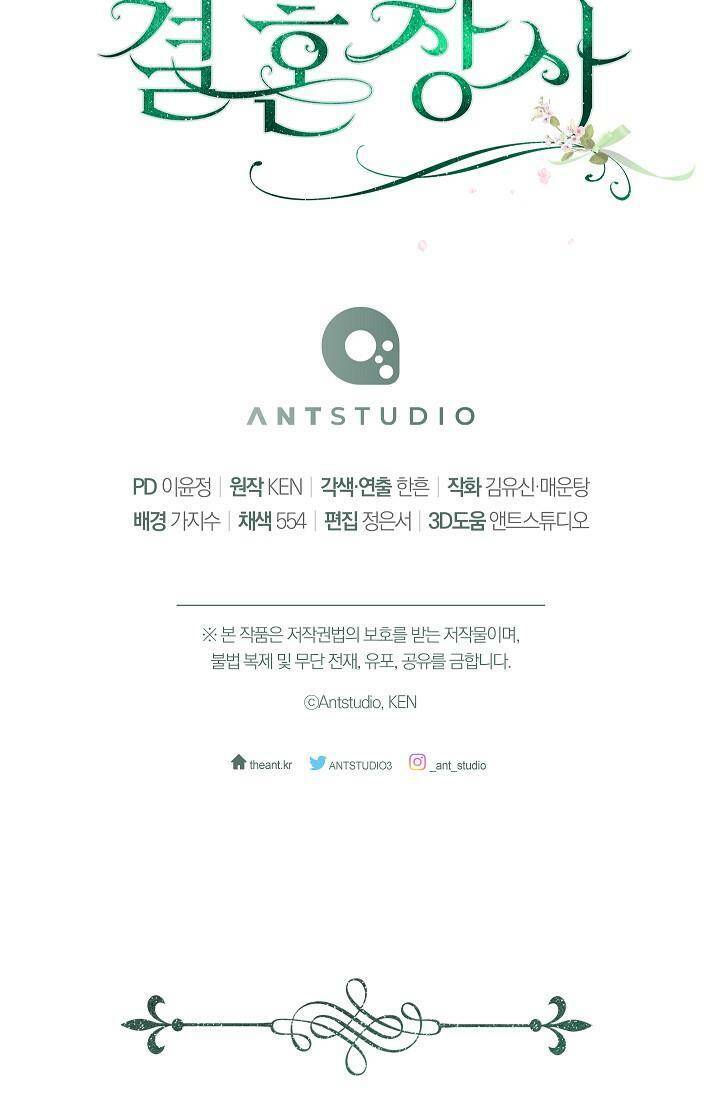 결혼장사
ANTSTUDIO
PD 이윤정 | 원작 KEN | 각색·연출 한흔 | 작화 김유신·매운탕
배경 가지수 | 채색 554 | 편집 정은서 | 3D도움 앤트스튜디오
※ 본 작품은 저작권법의 보호를 받는 저작물이며,
불법 복제 및 무단 전재, 유포, 공유를 금합니다.
ⓒAntstudio, KEN
theant.kr ANTSTUDIO3 _ant_studio